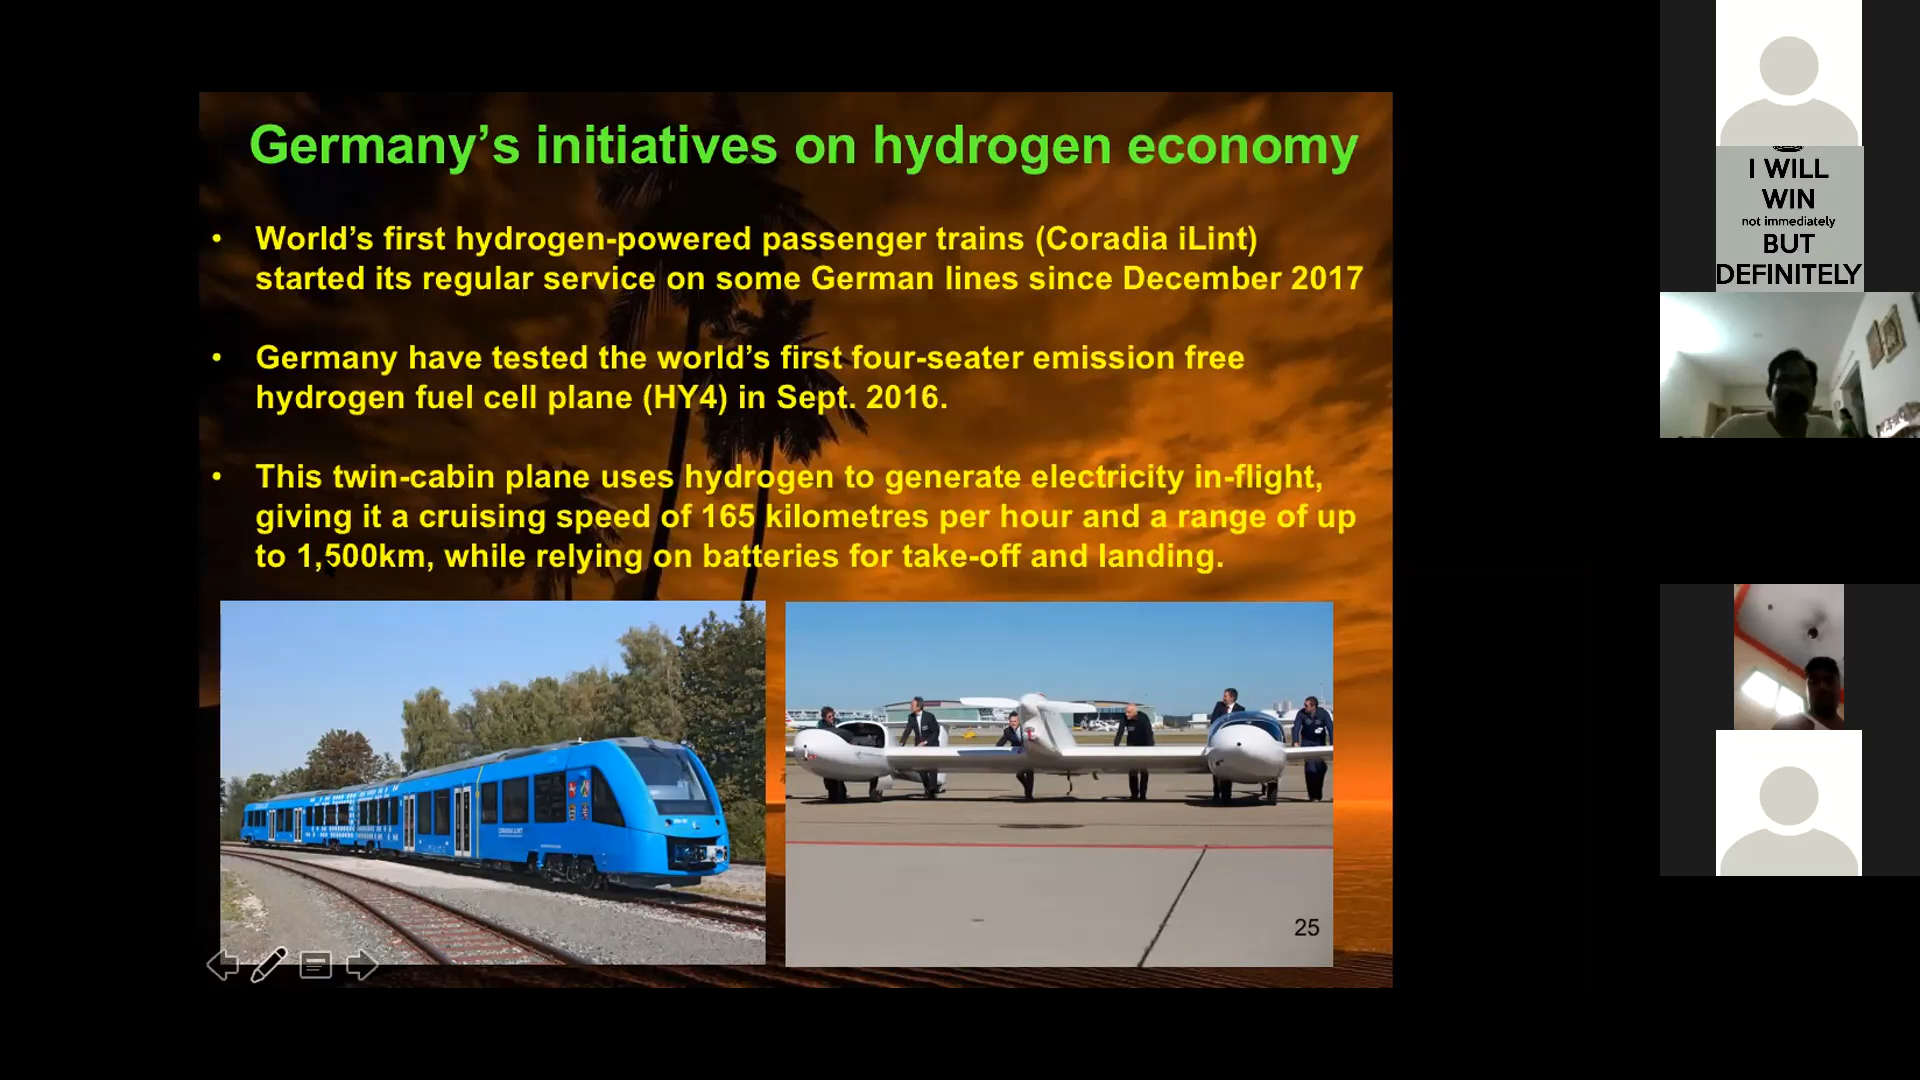 Germany’s initiatives on hydrogen economy
• World’s first hydrogen-powered passenger trains (Coradia iLint)
started its regular service on some German lines since December 2017
• Germany have tested the world’s first four-seater emission free
hydrogen fuel cell plane (HY4) in Sept. 2016.
• This twin-cabin plane uses hydrogen to generate electricity in-flight,
giving it a cruising speed of 165 kilometres per hour and a range of up
to 1,500km, while relying on batteries for take-off and landing.
25
I WILL
WIN
not immediately
BUT
DEFINITELY